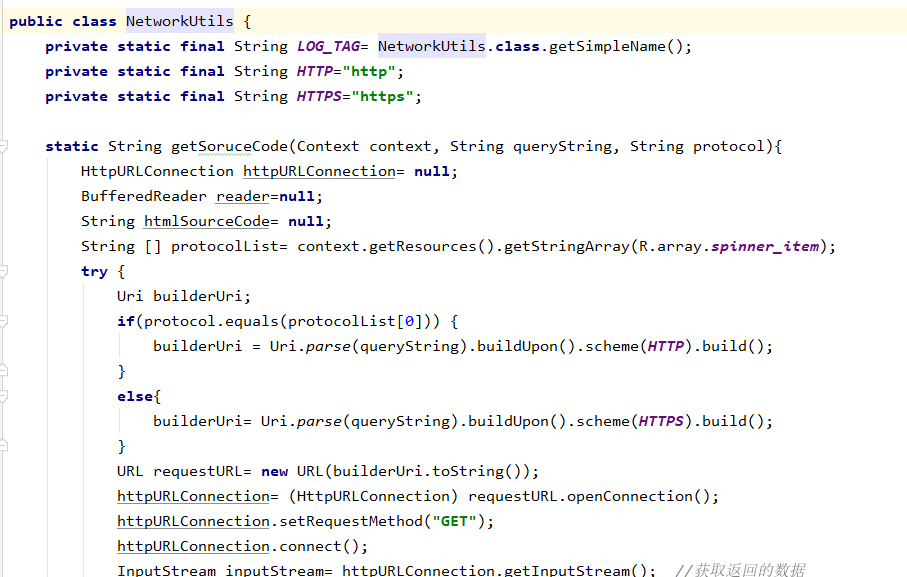 public class NetworkUtils {
private static final String LOG_TAG= NetworkUtils.class.getSimpleName();
private static final String HTTP="http";
private static final String HTTPS="https";
static String getSoruceCode(Context context, String queryString, String protocol){
HttpURLConnection httpURLConnection= null;
BufferedReader reader=null;
String htmlSourceCode= null;
String [] protocolList= context.getResources().getStringArray(R.array.spinner_item);
try {
Uri builderUri;
if(protocol.equals(protocolList[0])) {
builderUri = Uri.parse(queryString).buildUpon().scheme(HTTP).build();
}
else{
builderUri= Uri.parse(queryString).buildUpon().scheme(HTTPS).build();
}
URL requestURL= new URL(builderUri.toString());
httpURLConnection= (HttpURLConnection) requestURL.openConnection();
httpURLConnection.setRequestMethod("GET");
httpURLConnection.connect();
InputStream inputStream= httpURLConnection.getInputStream();  //获取返回的数据